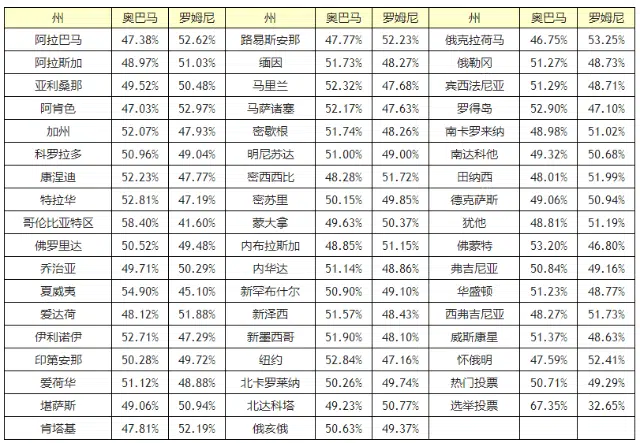 州 奥巴马 罗姆尼 州 奥巴马 罗姆尼 州 奥巴马 罗姆尼
阿拉巴马 47.38% 52.62% 路易斯安那 47.77% 52.23% 俄克拉荷马 46.75% 53.25%
阿拉斯加 48.97% 51.03% 缅因 51.73% 48.27% 俄勒冈 51.27% 48.73%
亚利桑那 49.52% 50.48% 马里兰 52.32% 47.68% 宾西法尼亚 51.29% 48.71%
阿肯色 47.03% 52.97% 马萨诸塞 52.17% 47.63% 罗得岛 52.90% 47.10%
加州 52.07% 47.93% 密歇根 51.74% 48.26% 南卡罗来纳 48.98% 51.02%
科罗拉多 50.96% 49.04% 明尼苏达 51.00% 49.00% 南达科他 49.32% 50.68%
康涅迪 52.23% 47.77% 密西西比 48.28% 51.72% 田纳西 48.01% 51.99%
特拉华 52.81% 47.19% 密苏里 50.15% 49.85% 德克萨斯 49.06% 50.94%
哥伦比亚特区 58.40% 41.60% 蒙大拿 49.63% 50.37% 犹他 48.81% 51.19%
佛罗里达 50.52% 49.48% 内布拉斯加 48.85% 51.15% 佛蒙特 53.20% 46.80%
乔治亚 49.71% 50.29% 内华达 51.14% 48.86% 弗吉尼亚 50.84% 49.16%
夏威夷 54.90% 45.10% 新罕布什尔 50.90% 49.10% 华盛顿 51.23% 48.77%
爱达荷 48.12% 51.88% 新泽西 51.57% 48.43% 西弗吉尼亚 48.27% 51.73%
伊利诺伊 52.71% 47.29% 新墨西哥 51.90% 48.10% 威斯康星 51.37% 48.63%
印第安那 50.28% 49.72% 纽约 52.84% 47.16% 怀俄明 47.59% 52.41%
爱荷华 51.12% 48.88% 北卡罗莱纳 50.26% 49.74% 热门投票 50.71% 49.29%
堪萨斯 49.06% 50.94% 北达科塔 49.23% 50.77% 选举投票 67.35% 32.65%
肯塔基 47.81% 52.19% 俄亥俄 50.63% 49.37%